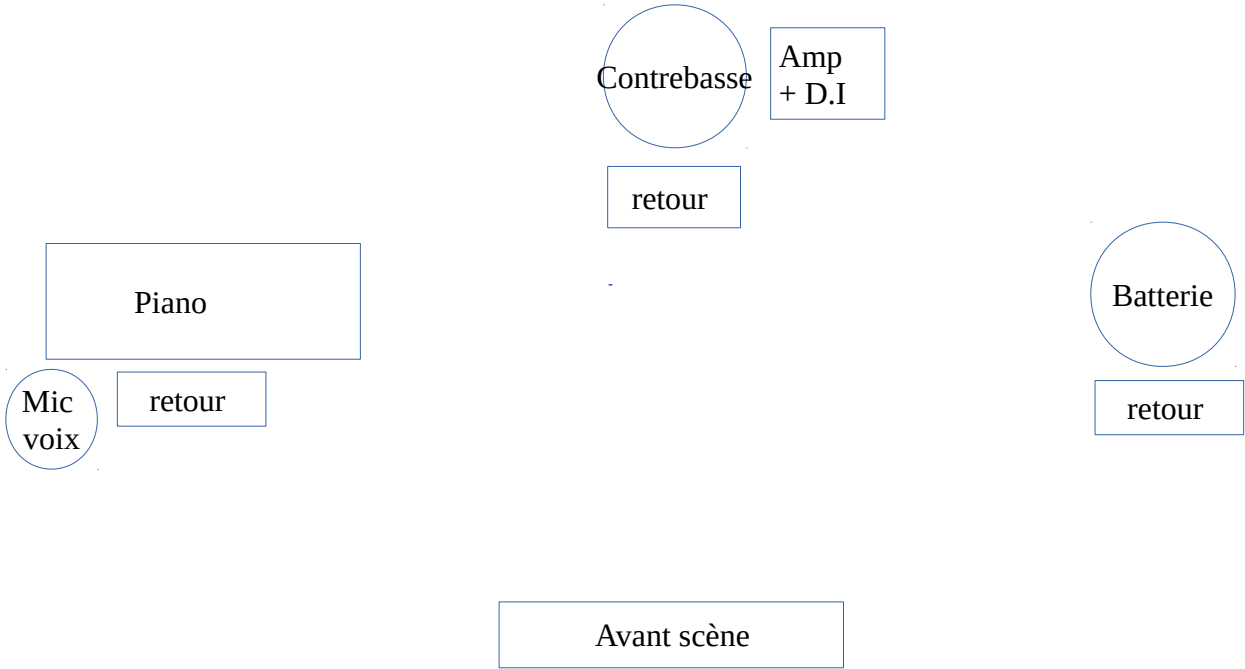 Contrebasse
Amp
+ D.I
retour
Piano
Batterie
Mic
voix
retour
retour
Avant scène